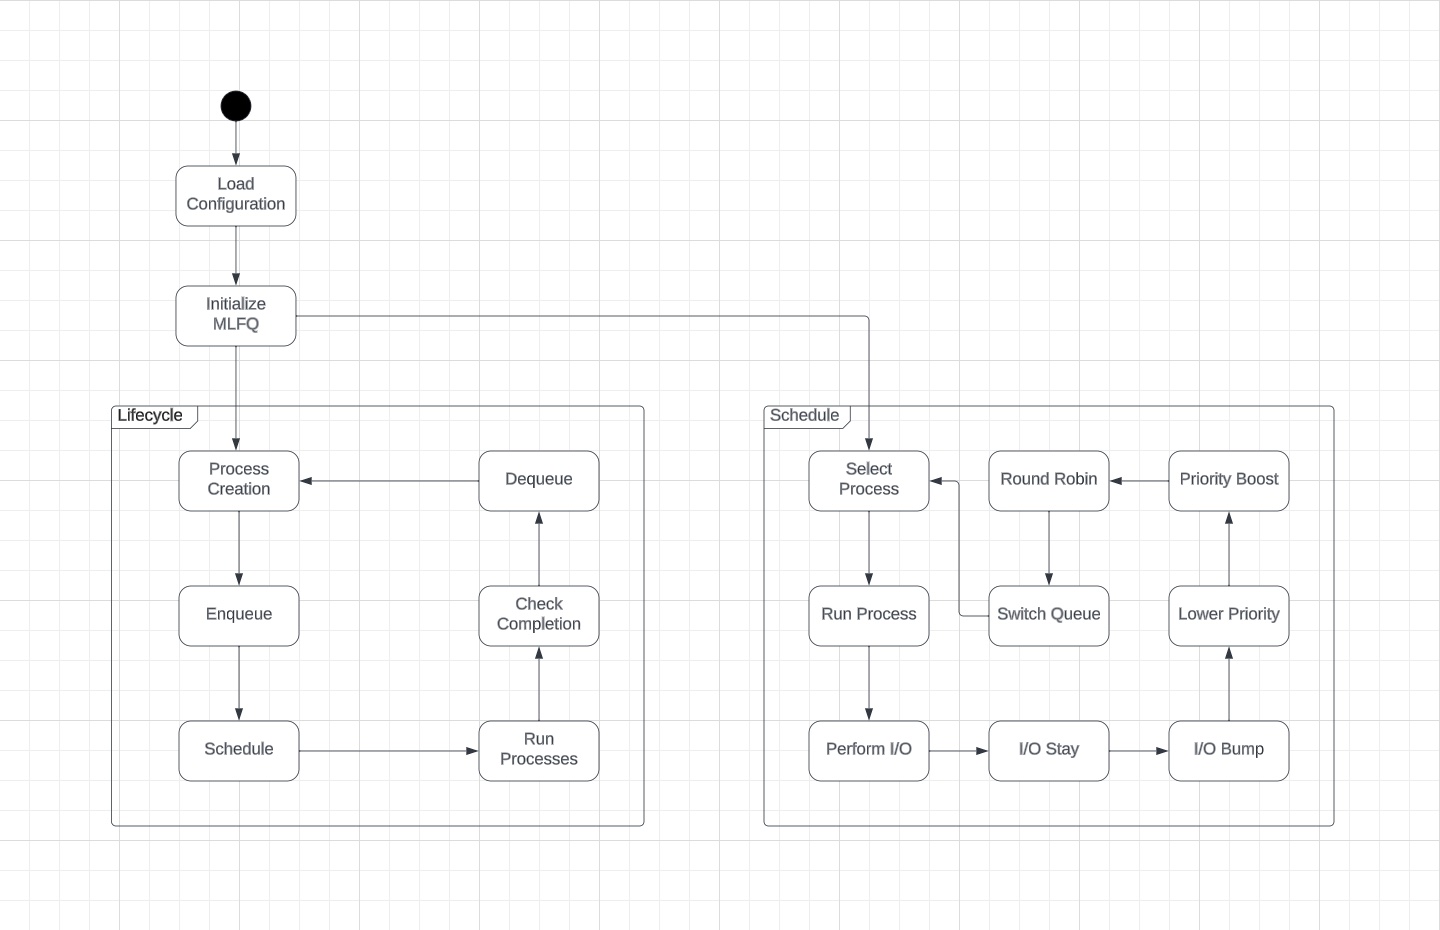 Load
Configuration
Initialize
MLFQ
Lifecycle
Process
Creation
Dequeue
Enqueue
Check
Completion
Schedule
Run
Processes
Schedule
Select
Process
Round Robin
Priority Boost
Run Process
Switch Queue
Lower Priority
Perform I/O
I/O Stay
I/O Bump